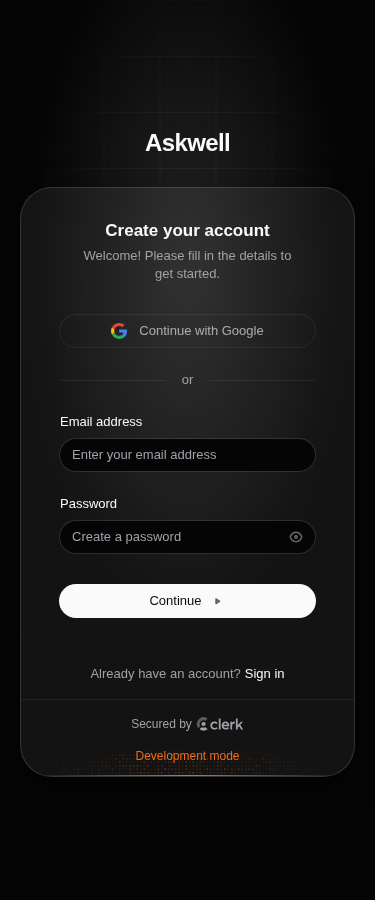 Askwell
Create your account
Welcome! Please fill in the details to
get started.
Continue with Google
or
Email address
Enter your email address
Password
Create a password
Continue
Already have an account? Sign in
Secured by clerk
Development mode